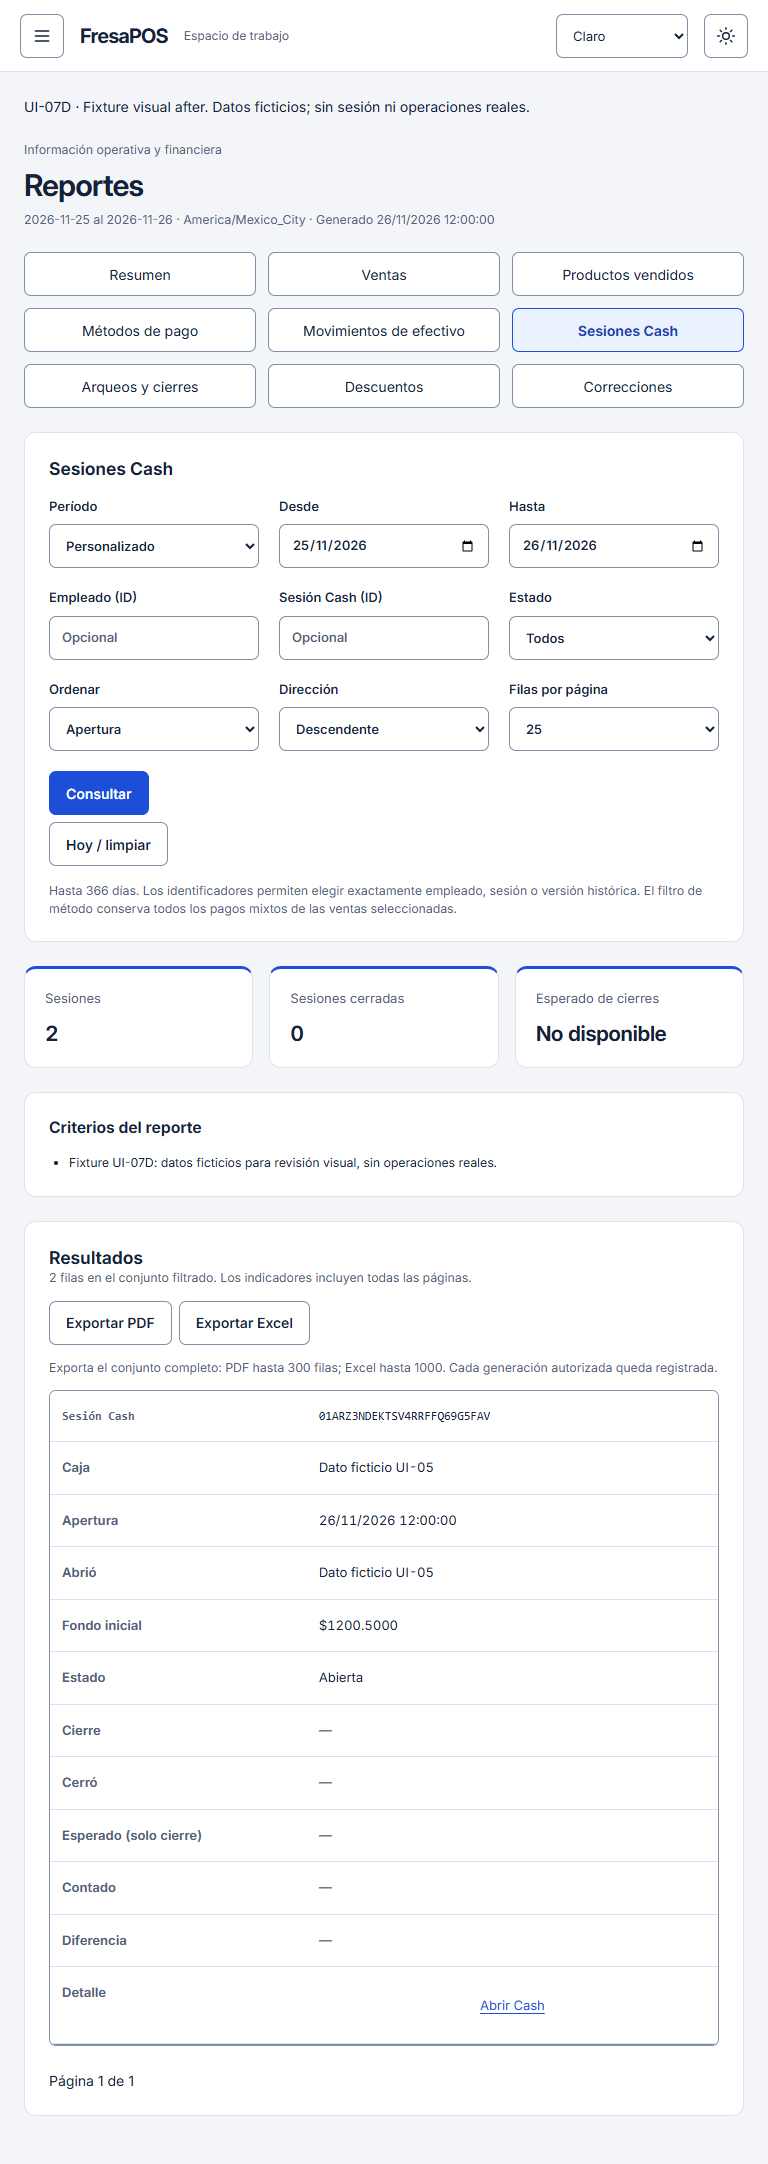 FresaPOS Espacio de trabajo Claro
UI-07D · Fixture visual after. Datos ficticios; sin sesión ni operaciones reales.
Información operativa y financiera
Reportes
2026-11-25 al 2026-11-26 · America/Mexico_City · Generado 26/11/2026 12:00:00
Resumen Ventas Productos vendidos
Métodos de pago Movimientos de efectivo Sesiones Cash
Arqueos y cierres Descuentos Correcciones
Sesiones Cash
Período Desde Hasta
Personalizado 25/11/2026 26/11/2026
Empleado (ID) Sesión Cash (ID) Estado
Opcional Opcional Todos
Ordenar Dirección Filas por página
Apertura Descendente 25
Consultar
Hoy / limpiar
Hasta 366 días. Los identificadores permiten elegir exactamente empleado, sesión o versión histórica. El filtro de
método conserva todos los pagos mixtos de las ventas seleccionadas.
Sesiones Sesiones cerradas Esperado de cierres
2 0 No disponible
Criterios del reporte
• Fixture UI-07D: datos ficticios para revisión visual, sin operaciones reales.
Resultados
2 filas en el conjunto filtrado. Los indicadores incluyen todas las páginas.
Exportar PDF Exportar Excel
Exporta el conjunto completo: PDF hasta 300 filas; Excel hasta 1000. Cada generación autorizada queda registrada.
Sesión Cash 01ARZ3NDEKTSV4RRFFQ69G5FAV
Caja Dato ficticio UI-05
Apertura 26/11/2026 12:00:00
Abrió Dato ficticio UI-05
Fondo inicial $1200.5000
Estado Abierta
Cierre —
Cerró —
Esperado (solo cierre) —
Contado —
Diferencia —
Detalle Abrir Cash
Página 1 de 1